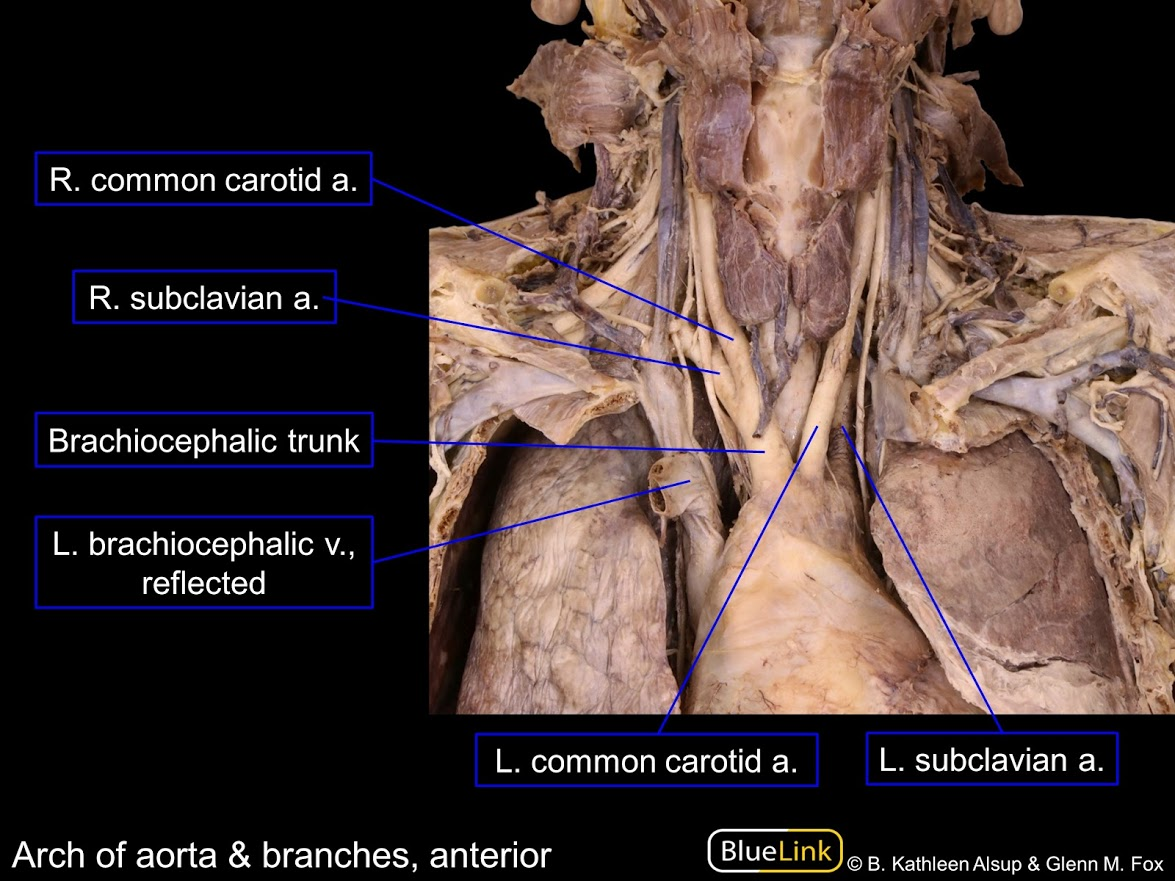 R. common carotid a.
R. subclavian a.
Brachiocephalic trunk
L. brachiocephalic v.,
reflected
L. common carotid a.
L. subclavian a.
Arch of aorta & branches, anterior
BlueLink
© B. Kathleen Alsup & Glenn M. Fox